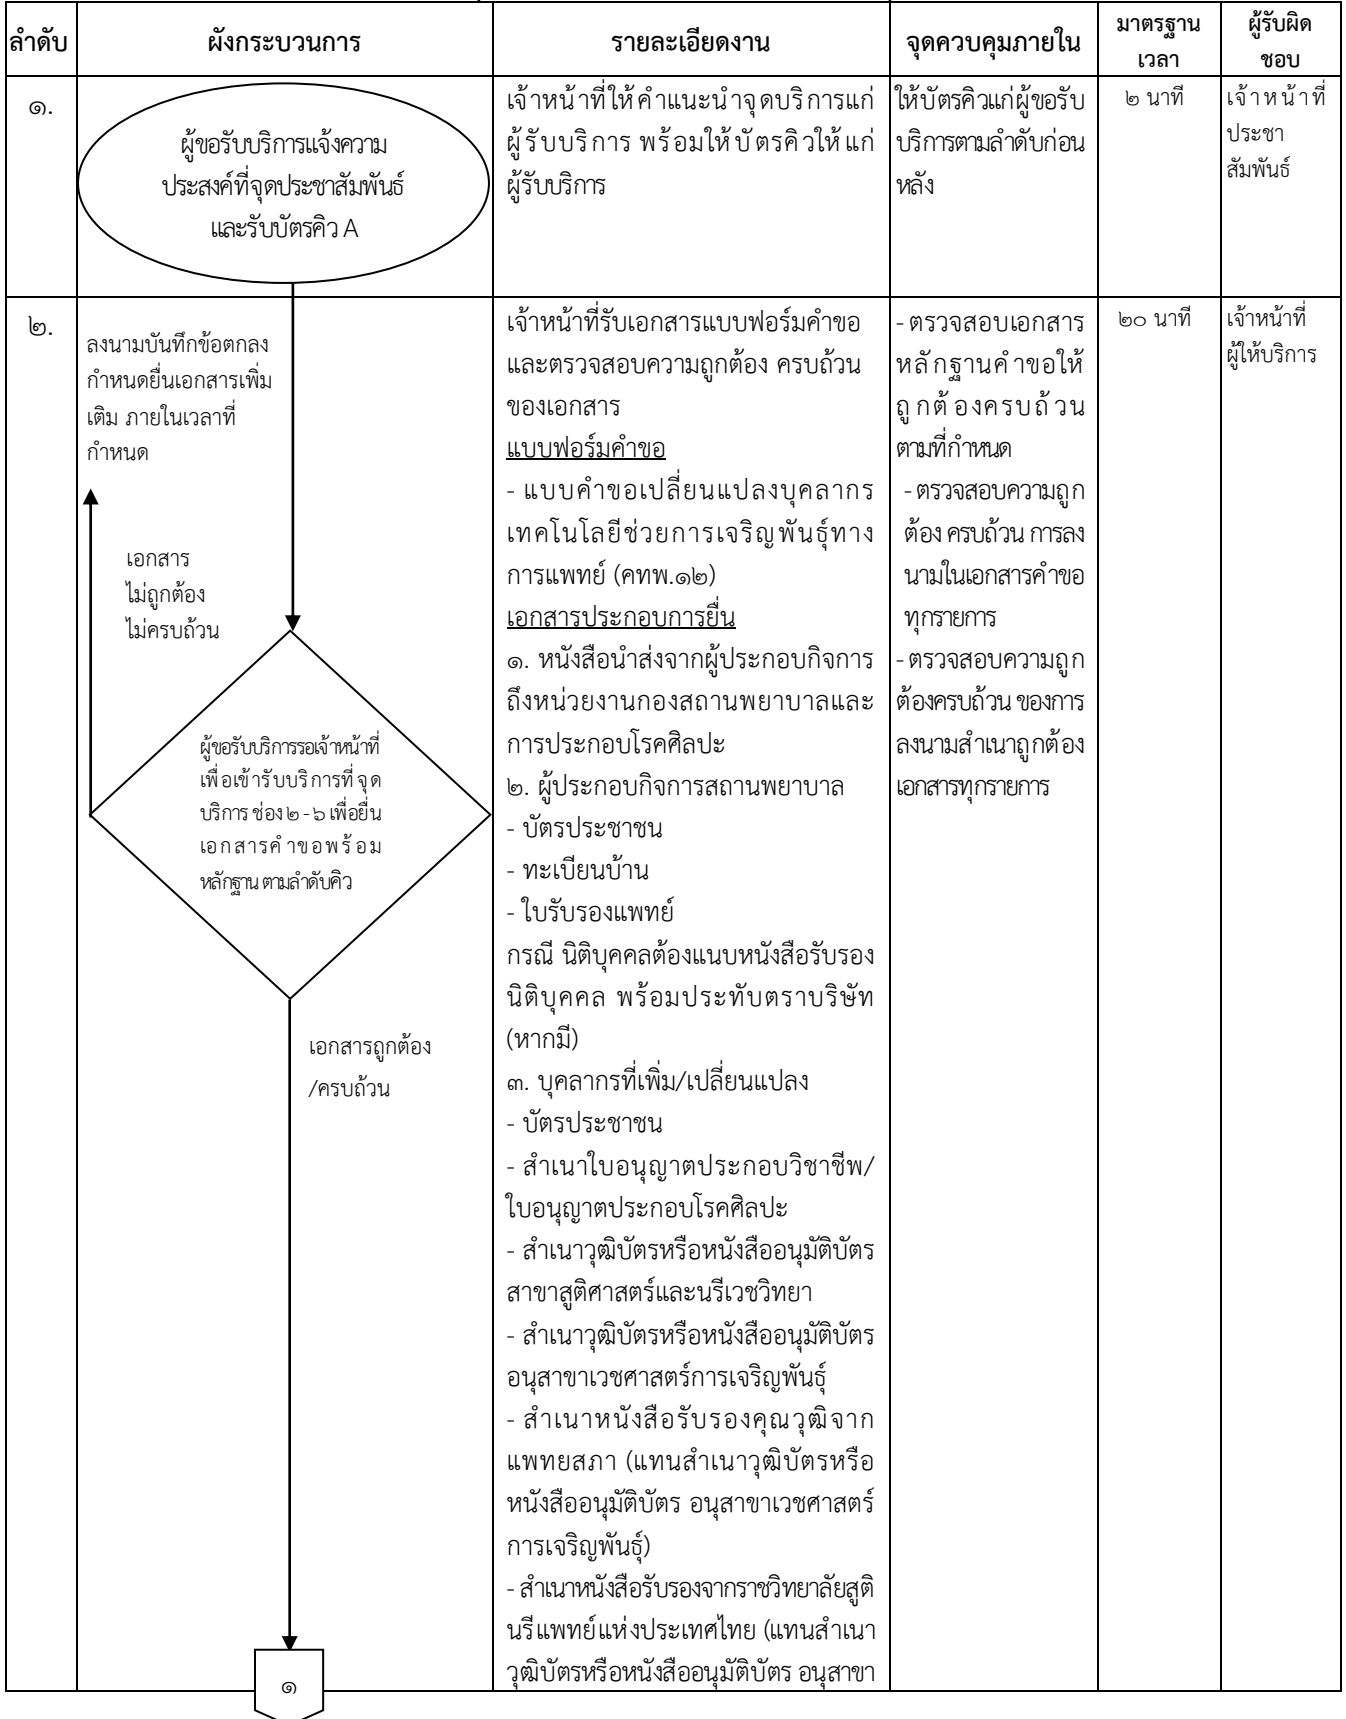 ลำดับ
ผังกระบวนการ
รายละเอียดงาน
จุดควบคุมภายใน
มาตรฐาน
เวลา
ผู้รับผิด
ชอบ
๑.
ผู้ขอรับบริการแจ้งความ
ประสงค์ที่จุดประชาสัมพันธ์
และรับบัตรคิว A
เจ้าหน้าที่ให้คำแนะนำจุดบริการแก่
ผู้รับบริการ พร้อมให้บัตรคิวให้แก่
ผู้รับบริการ
ให้บัตรคิวแก่ผู้ขอรับ
บริการตามลำดับก่อน
หลัง
๒ นาที
เจ้าหน้าที่
ประชา
สัมพันธ์
๒.
ลงนามบันทึกข้อตกลง
กำหนดยื่นเอกสารเพิ่ม
เติม ภายในเวลาที่
กำหนด
เอกสาร
ไม่ถูกต้อง
ไม่ครบถ้วน
ผู้ขอรับบริการรอเจ้าหน้าที่
เพื่อเข้ารับบริการที่จุด
บริการ ช่อง ๒ - ๖ เพื่อยื่น
เอกสารคำขอพร้อม
หลักฐาน ตามลำดับคิว
เอกสารถูกต้อง
/ครบถ้วน
๑
เจ้าหน้าที่รับเอกสารแบบฟอร์มคำขอ
และตรวจสอบความถูกต้อง ครบถ้วน
ของเอกสาร
แบบฟอร์มคำขอ
- แบบคำขอเปลี่ยนแปลงบุคลากร
เทคโนโลยีช่วยการเจริญพันธุ์ทาง
การแพทย์ (คทพ.๑๒)
เอกสารประกอบการยื่น
๑. หนังสือนำส่งจากผู้ประกอบกิจการ
ถึงหน่วยงานกองสถานพยาบาลและ
การประกอบโรคศิลปะ
๒. ผู้ประกอบกิจการสถานพยาบาล
- บัตรประชาชน
- ทะเบียนบ้าน
- ใบรับรองแพทย์
กรณี นิติบุคคลต้องแนบหนังสือรับรอง
นิติบุคคล พร้อมประทับตราบริษัท
(หากมี)
๓. บุคลากรที่เพิ่ม/เปลี่ยนแปลง
- บัตรประชาชน
- สำเนาใบอนุญาตประกอบวิชาชีพ/
ใบอนุญาตประกอบโรคศิลปะ
- สำเนาวุฒิบัตรหรือหนังสืออนุมัติบัตร
สาขาสูติศาสตร์และนรีเวชวิทยา
- สำเนาวุฒิบัตรหรือหนังสืออนุมัติบัตร
อนุสาขาเวชศาสตร์การเจริญพันธุ์
- สำเนาหนังสือรับรองคุณวุฒิจาก
แพทยสภา (แทนสำเนาวุฒิบัตรหรือ
หนังสืออนุมัติบัตร อนุสาขาเวชศาสตร์
การเจริญพันธุ์)
- สำเนาหนังสือรับรองจากราชวิทยาลัยสูติ
นรีแพทย์แห่งประเทศไทย (แทนสำเนา
วุฒิบัตรหรือหนังสืออนุมัติบัตร อนุสาขา
- ตรวจสอบเอกสาร
หลักฐานคำขอให้
ถูกต้องครบถ้วน
ตามที่กำหนด
- ตรวจสอบความถูก
ต้อง ครบถ้วน การลง
นามในเอกสารคำขอ
ทุกรายการ
- ตรวจสอบความถูก
ต้องครบถ้วน ของการ
ลงนามสำเนาถูกต้อง
เอกสารทุกรายการ
๒๐ นาที
เจ้าหน้าที่
ผู้ให้บริการ